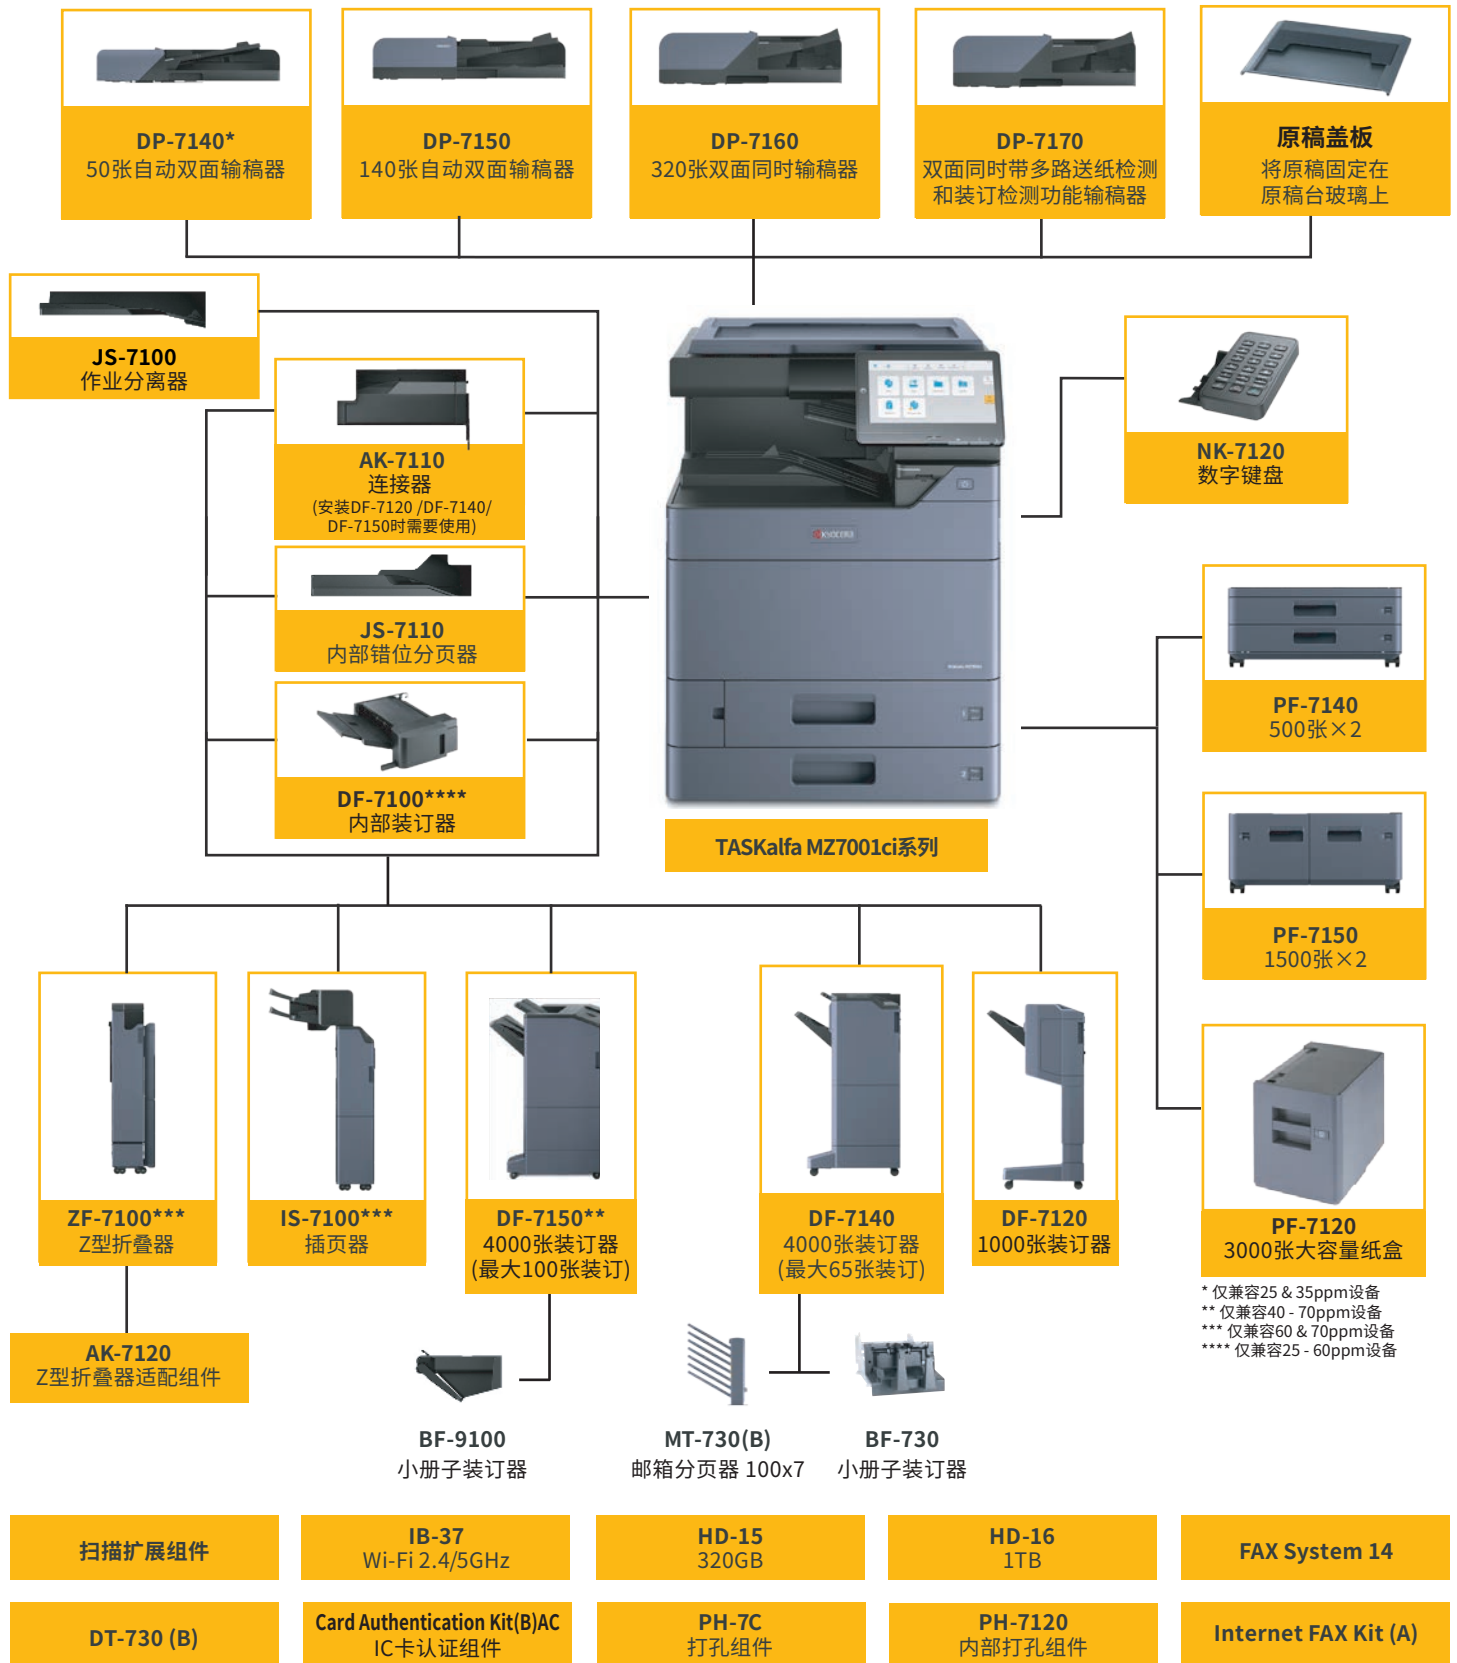 DP-7140*
50张自动双面输稿器
DP-7150
140张自动双面输稿器
DP-7160
320张双面同时输稿器
DP-7170
双面同时带多路送纸检测
和装订检测功能输稿器
原稿盖板
将原稿固定在
原稿台玻璃上
JS-7100
作业分离器
AK-7110
连接器
(安装DF-7120 /DF-7140/
DF-7150时需要使用)
JS-7110
内部错位分页器
DF-7100****
内部装订器
KYOCERA
TASKalfa MZ7001ci系列
NK-7120
数字键盘
PF-7140
500张×2
PF-7150
1500张×2
PF-7120
3000张大容量纸盒
* 仅兼容25 & 35ppm设备
** 仅兼容40 - 70ppm设备
*** 仅兼容60 & 70ppm设备
**** 仅兼容25 - 60ppm设备
ZF-7100***
Z型折叠器
IS-7100***
插页器
DF-7150**
4000张装订器
(最大100张装订)
DF-7140
4000张装订器
(最大65张装订)
DF-7120
1000张装订器
AK-7120
Z型折叠器适配组件
BF-9100
小册子装订器
MT-730(B)
邮箱分页器 100x7
BF-730
小册子装订器
扫描扩展组件
IB-37
Wi-Fi 2.4/5GHz
HD-15
320GB
HD-16
1TB
FAX System 14
DT-730 (B)
Card Authentication Kit(B)AC
IC卡认证组件
PH-7C
打孔组件
PH-7120
内部打孔组件
Internet FAX Kit (A)